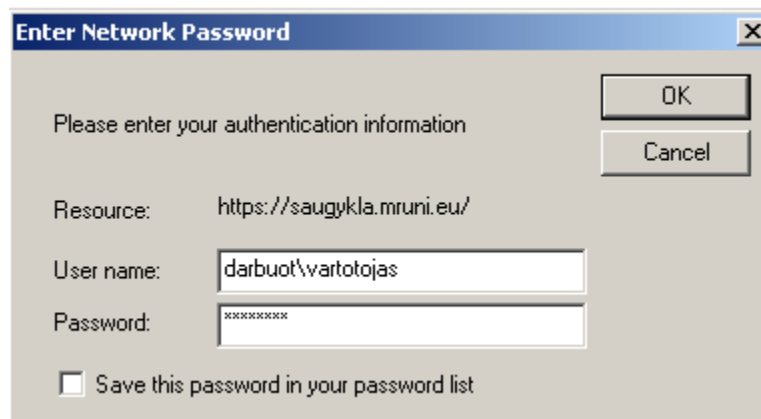 Enter Network Password
OK
Please enter your authentication information
Cancel
Resource: https://saugykla.mruni.eu/
User name: darbuot\vartotojas
Password: ********
Save this password in your password list